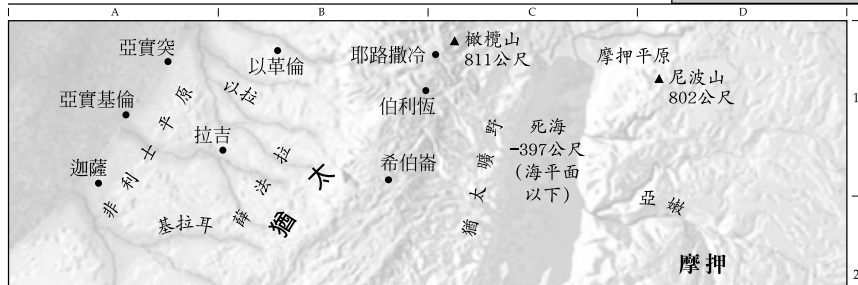 A B C D
亞實突
以革倫
耶路撒冷
橄欖山
811公尺
摩押平原
尼波山
802公尺
1
亞實基倫
以拉
伯利恆
非利士平原
拉吉
死海
-397公尺
(海平面
以下)
迦薩
希伯崙
薛法拉
猶太
猶太曠野
基拉耳
亞嫩
摩押
2